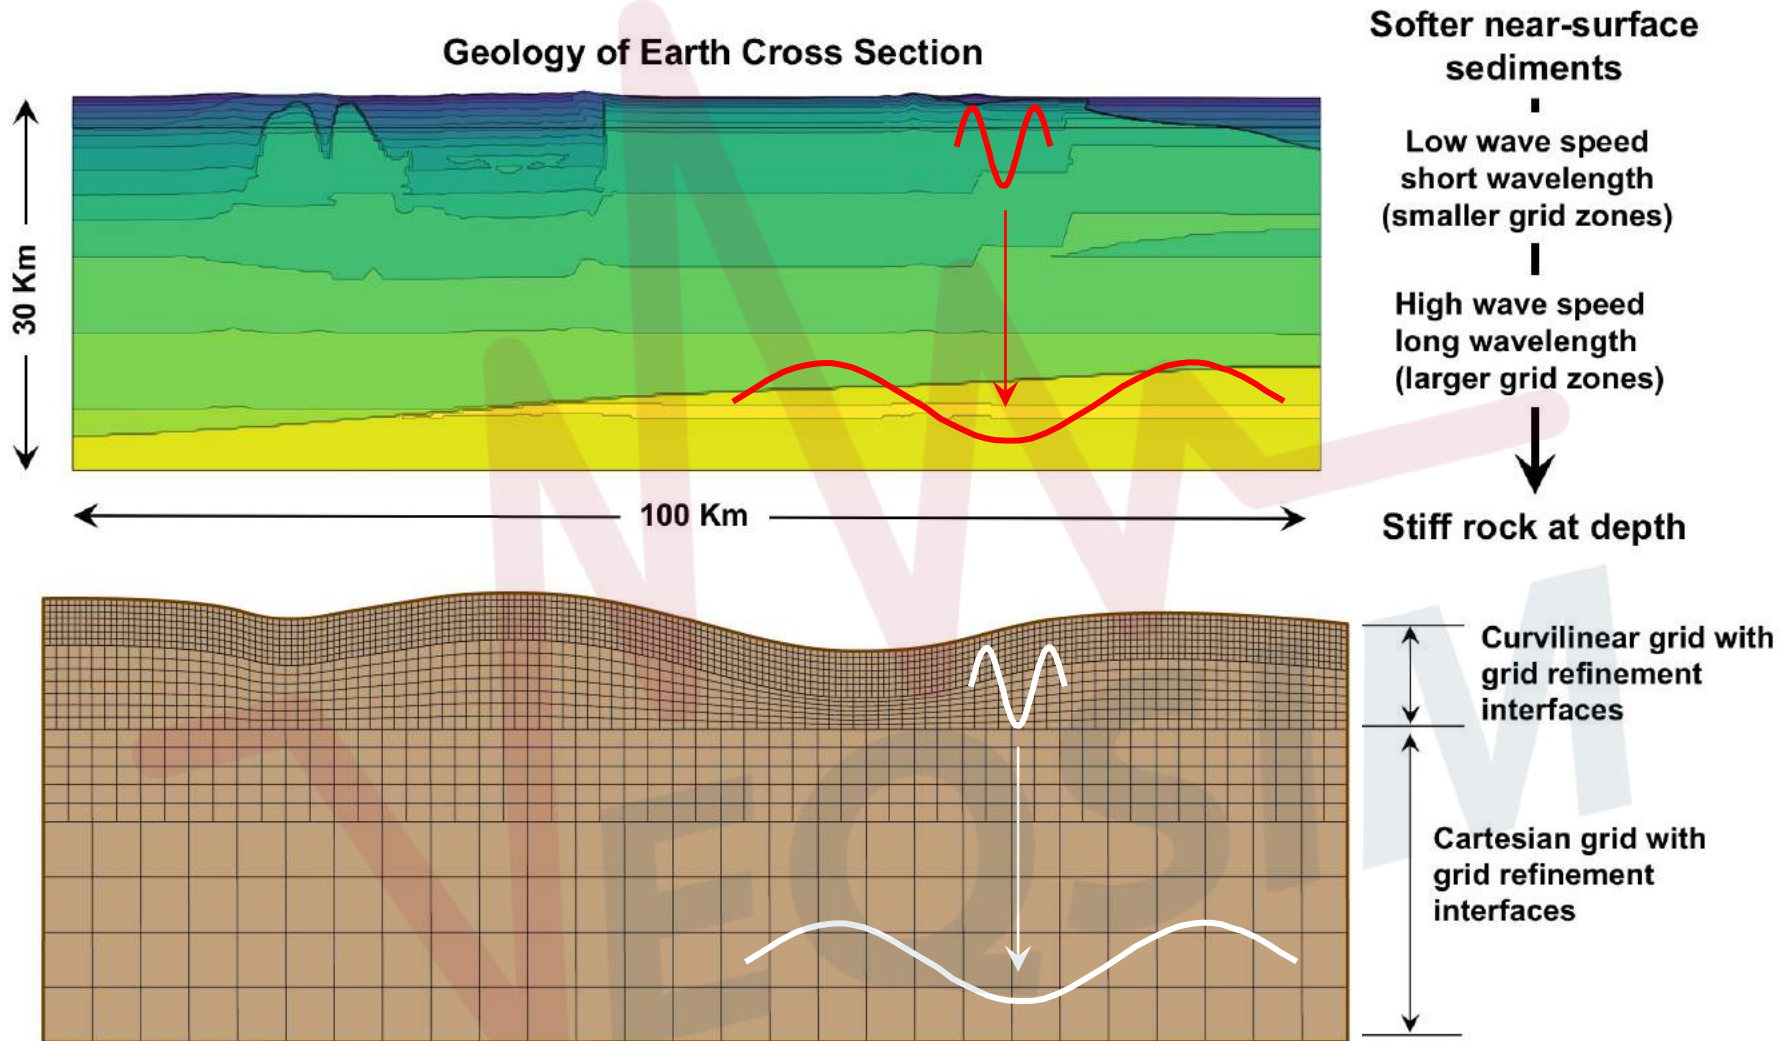 Geology of Earth Cross Section
30 Km
100 Km
Softer near-surface
sediments
Low wave speed
short wavelength
(smaller grid zones)
High wave speed
long wavelength
(larger grid zones)
Stiff rock at depth
Curvilinear grid with
grid refinement
interfaces
Cartesian grid with
grid refinement
interfaces
EQSIM